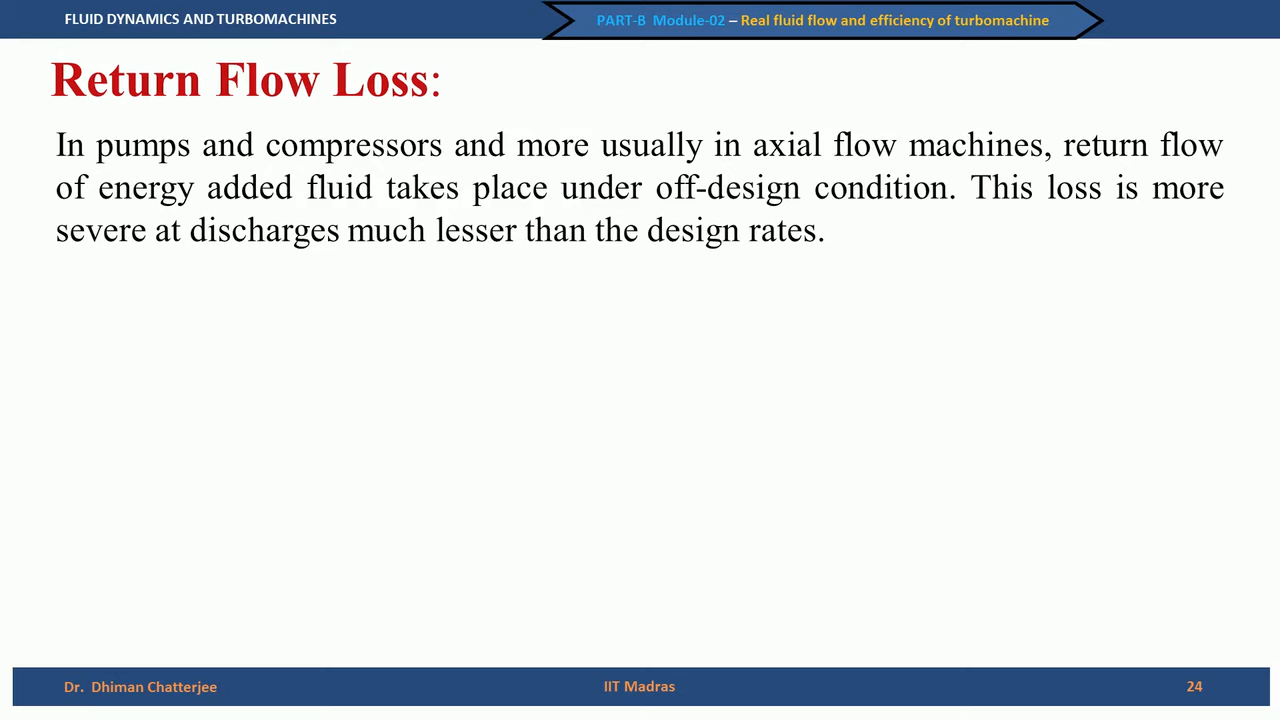 FLUID DYNAMICS AND TURBOMACHINES
PART-B Module-02 – Real fluid flow and efficiency of turbomachine
Return Flow Loss:
In pumps and compressors and more usually in axial flow machines, return flow
of energy added fluid takes place under off-design condition. This loss is more
severe at discharges much lesser than the design rates.
Dr. Dhiman Chatterjee
IIT Madras
24